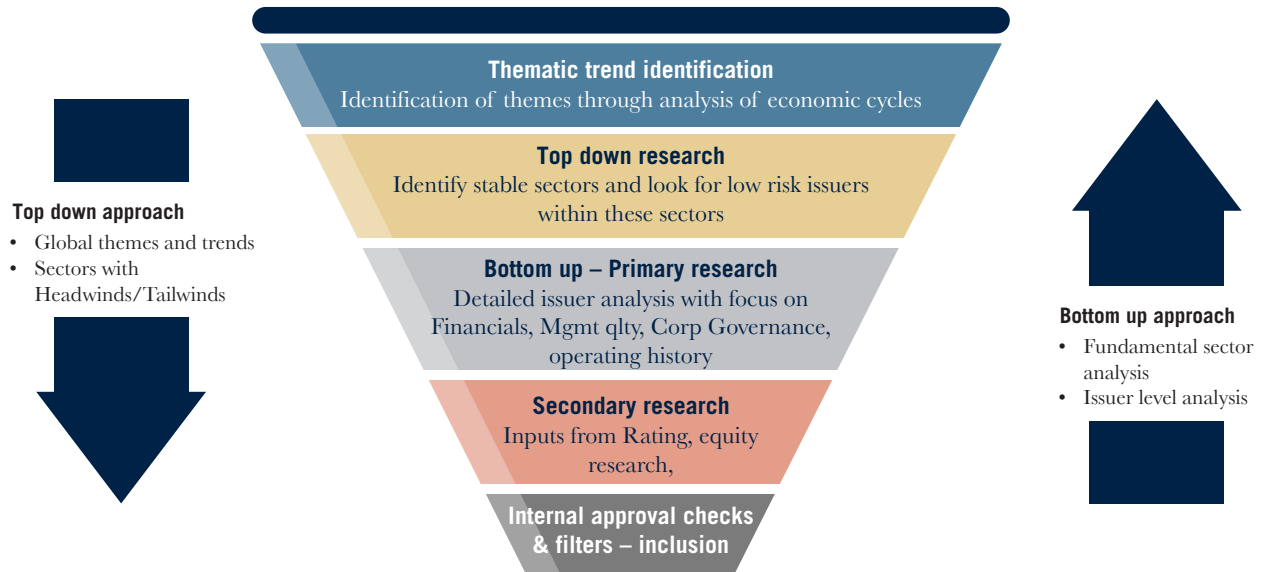 Thematic trend identification
Identification of themes through analysis of economic cycles
Top down research
Identify stable sectors and look for low risk issuers
within these sectors
Bottom up – Primary research
Detailed issuer analysis with focus on
Financials, Mgmt qlty, Corp Governance,
operating history
Secondary research
Inputs from Rating, equity
research,
Internal approval checks
& filters – inclusion
Top down approach
• Global themes and trends
• Sectors with
Headwinds/Tailwinds
Bottom up approach
• Fundamental sector
analysis
• Issuer level analysis